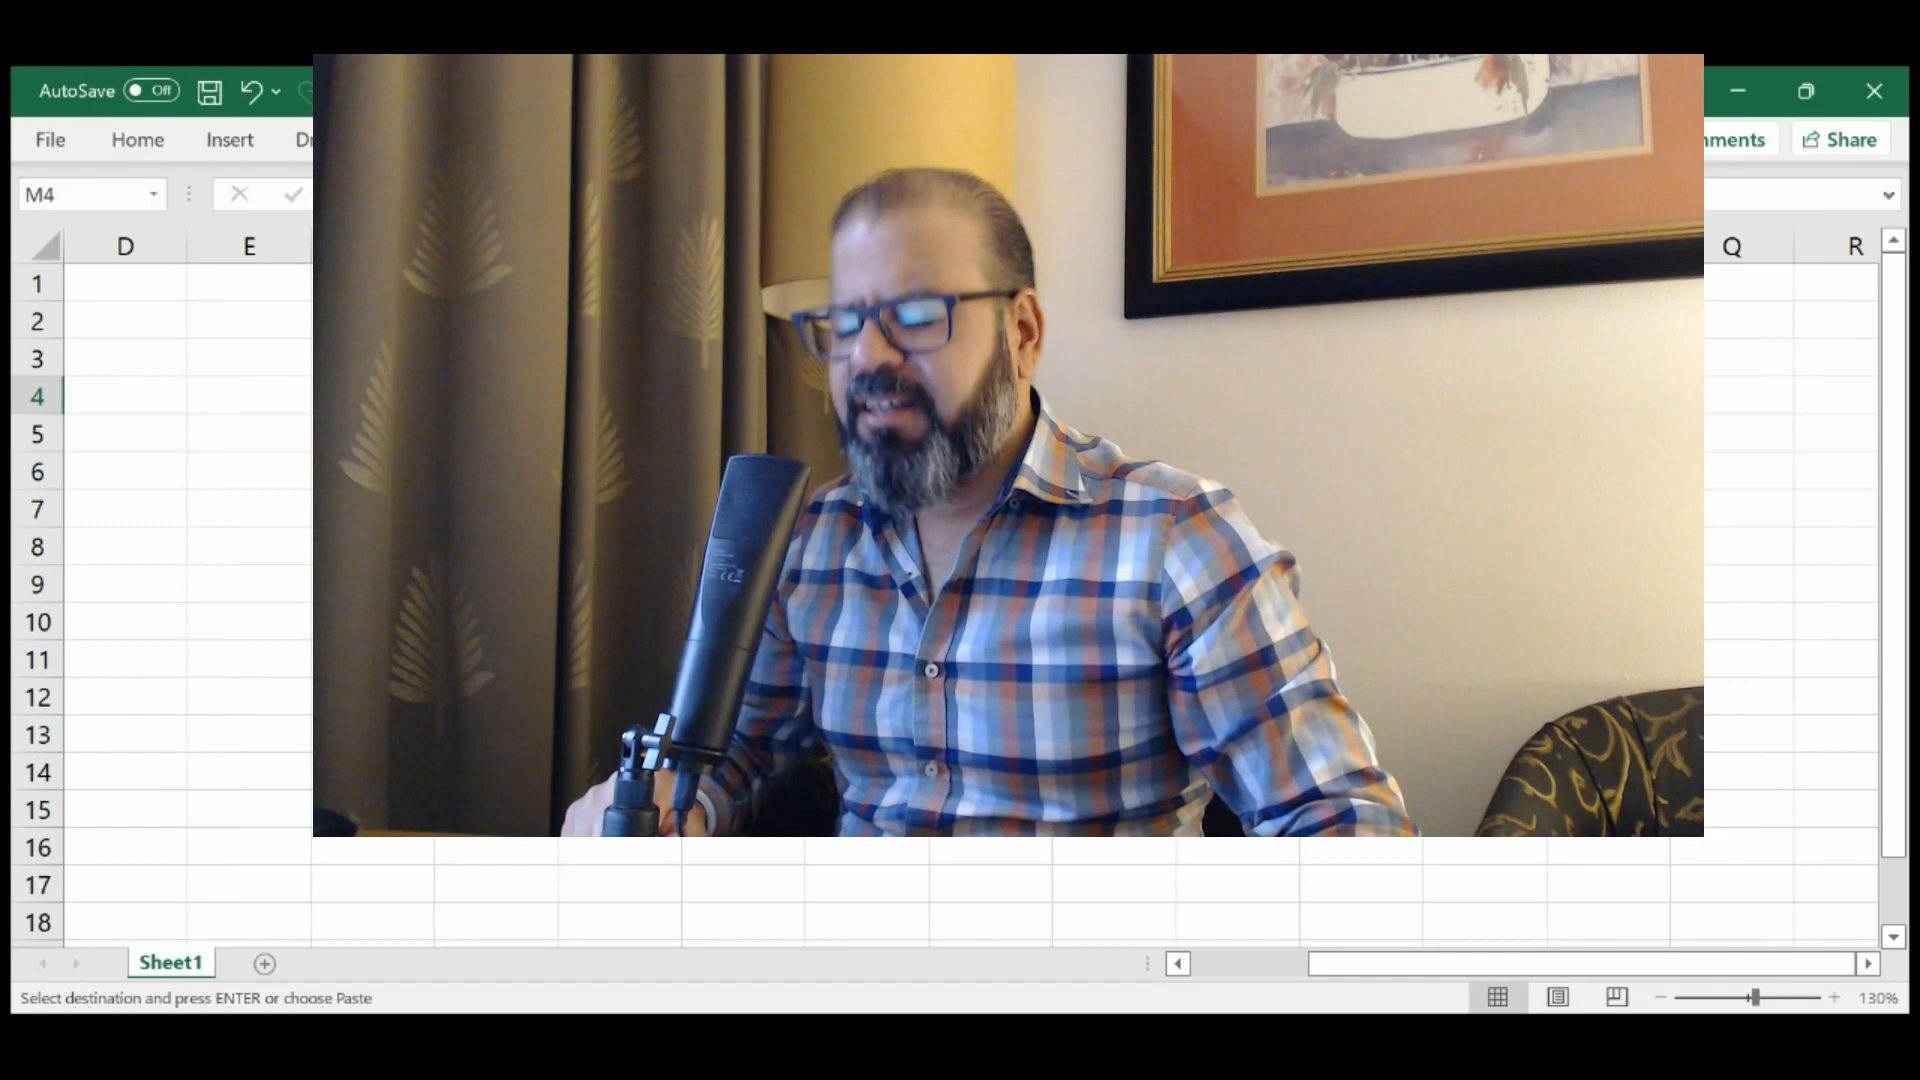 AutoSave Off
File Home Insert
ments Share
M4
D E Q R
1
2
3
4
5
6
7
8
9
10
11
12
13
14
15
16
17
18
Sheet1
Select destination and press ENTER or choose Paste
130%